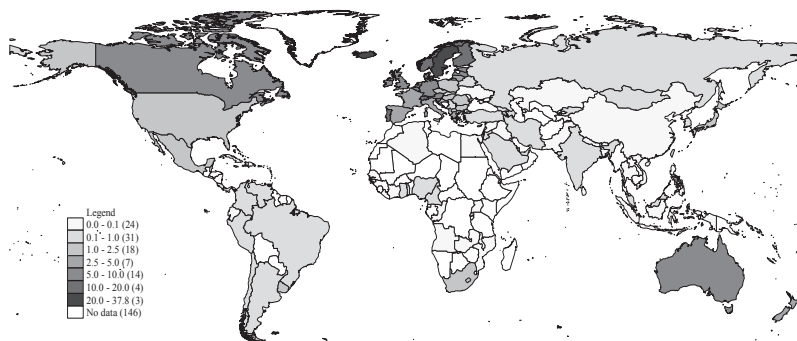 Legend
0.0 - 0.1 (24)
0.1 - 1.0 (31)
1.0 - 2.5 (18)
2.5 - 5.0 (7)
5.0 - 10.0 (14)
10.0 - 20.0 (4)
20.0 - 37.8 (3)
No data (146)